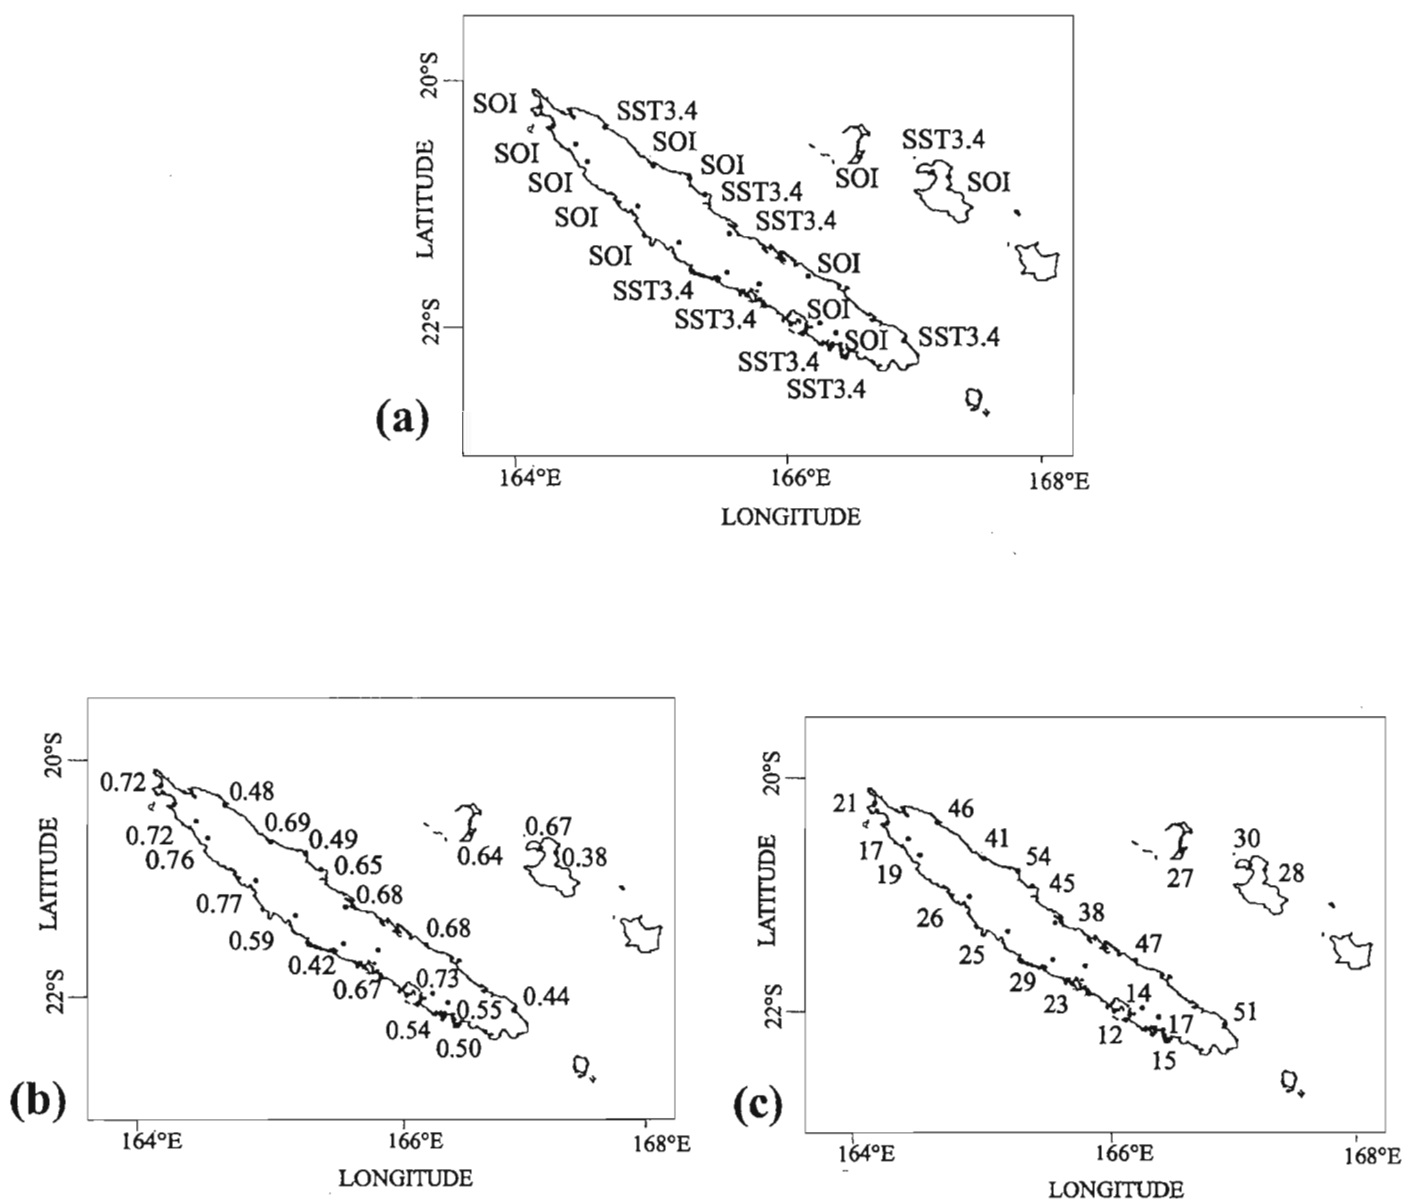 20°S
SOI
SST3.4
SOI
SST3.4
SOI
SOI
SOI
SOI
SOI
SOI
SST3.4
LATITUDE
SOI
SST3.4
SOI
SOI
SST3.4
SST3.4
22°S
SOI
SOI
SST3.4
SST3.4
SST3.4
(a)
164°E
166°E
168°E
LONGITUDE
20°S
0.72
0.48
0.69
0.49
0.67
0.72
0.76
0.65
0.64
0.38
LATITUDE
0.77
0.68
0.59
0.68
0.42
0.67
0.73
0.44
22°S
0.55
0.54
0.50
(b)
164°E
166°E
168°E
LONGITUDE
20°S
21
46
41
54
30
17
19
45
27
28
LATITUDE
26
38
25
47
29
23
14
51
22°S
17
12
15
(c)
164°E
166°E
168°E
LONGITUDE